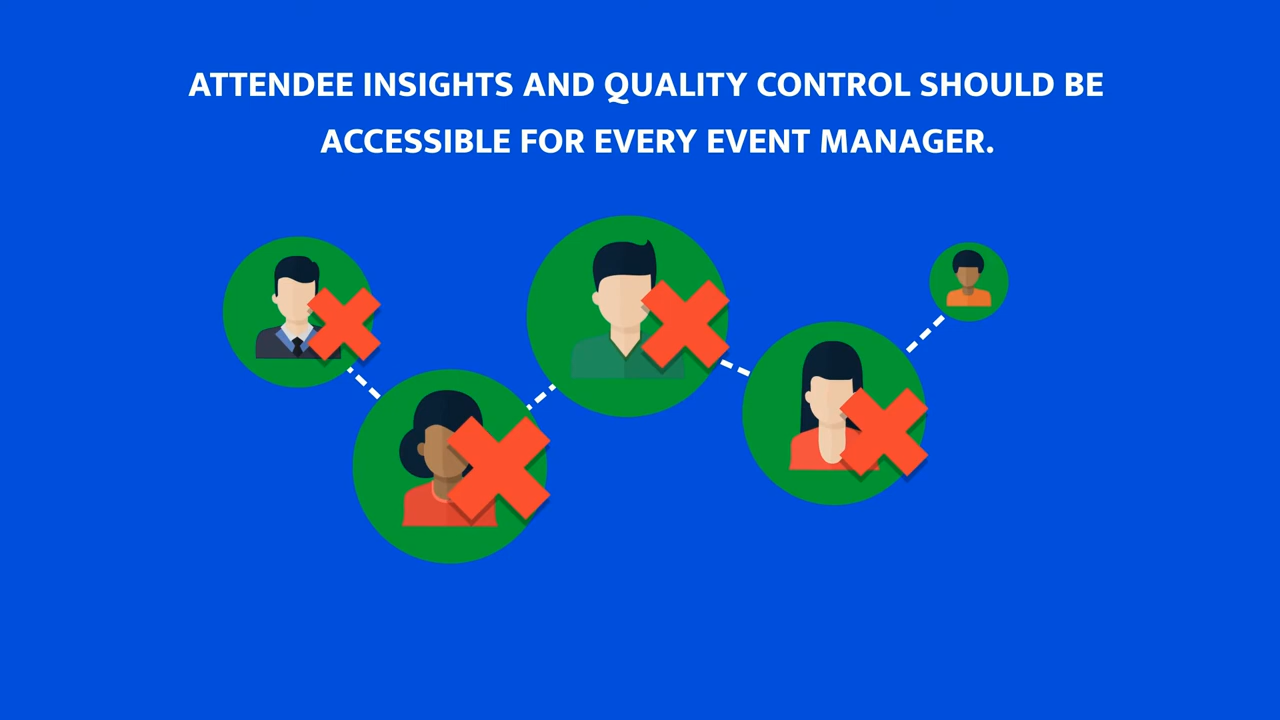 ATTENDEE INSIGHTS AND QUALITY CONTROL SHOULD BE
ACCESSIBLE FOR EVERY EVENT MANAGER.